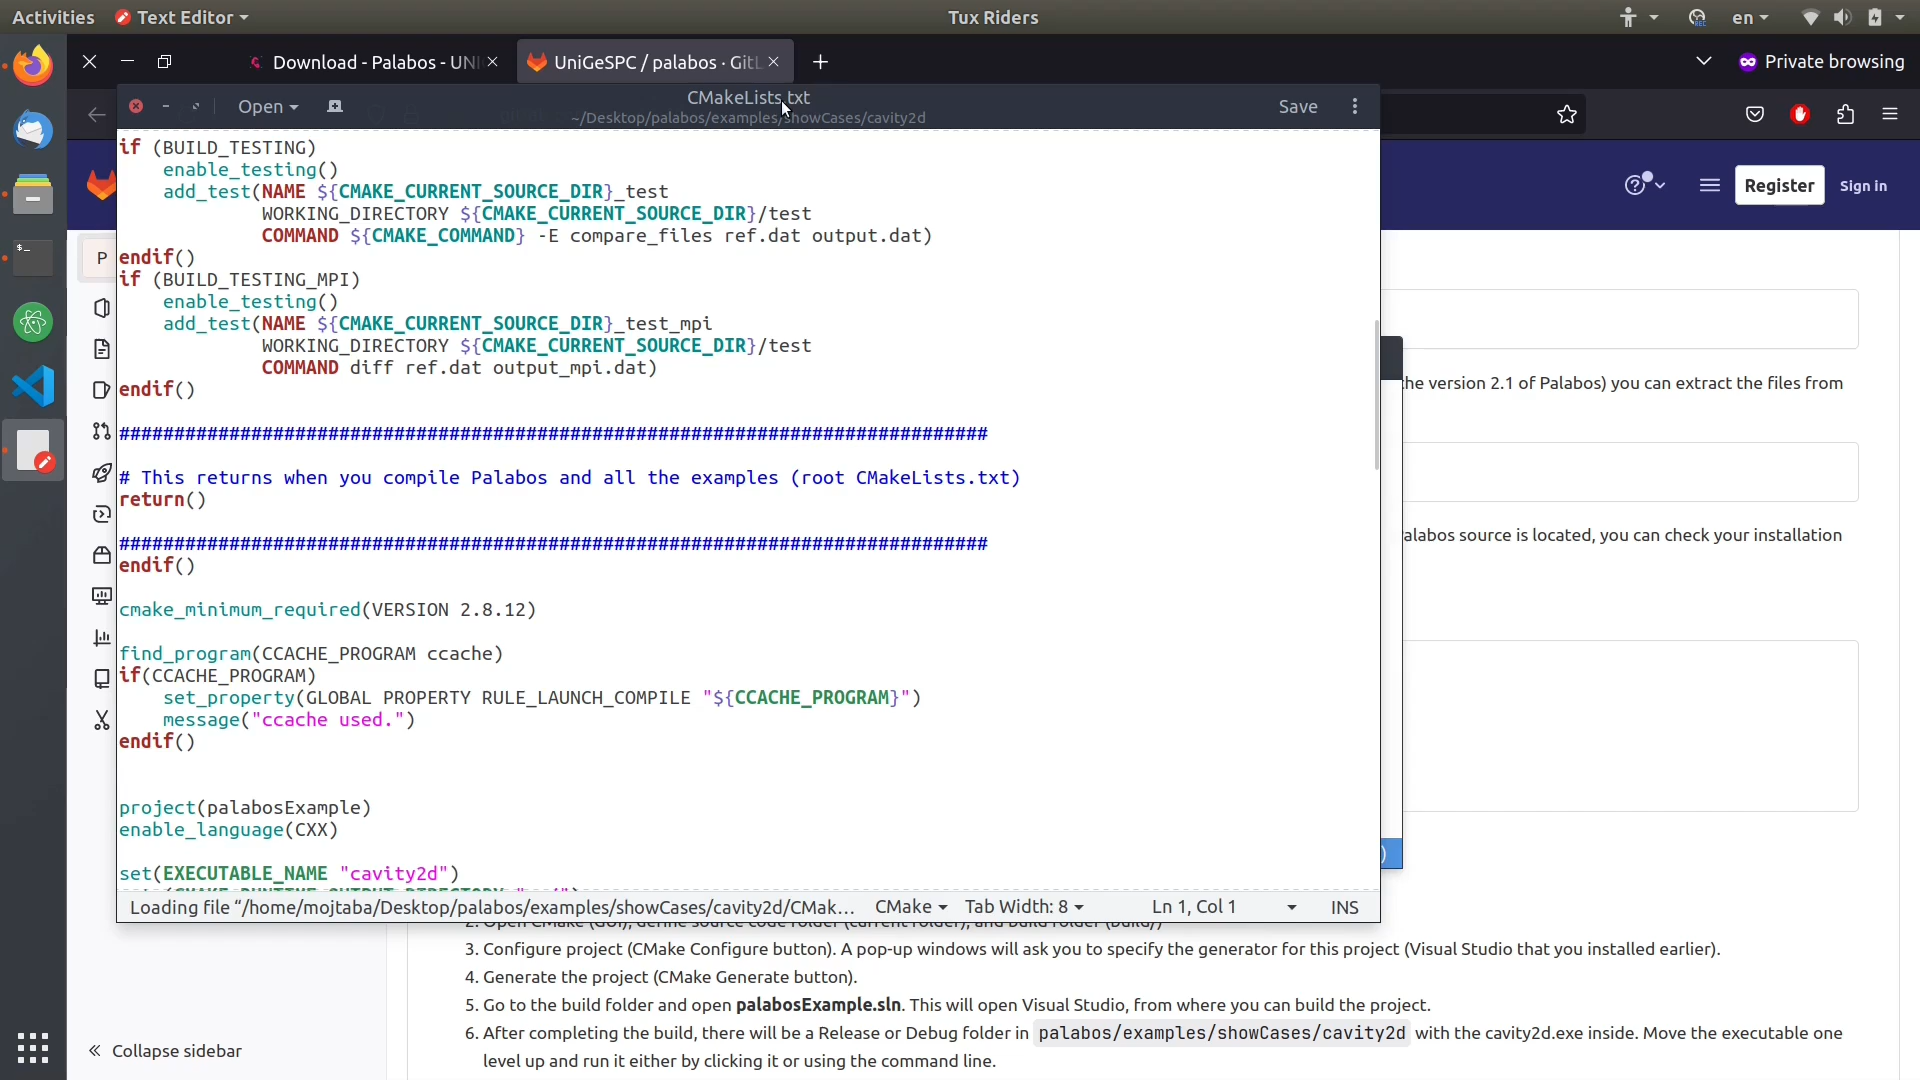 Activities Text Editor Tux Riders en
Download - Palabos - UNI UniGeSPC / palabos · GitL Private browsing
Open CMakeLists.txt Save
~/Desktop/palabos/examples/showCases/cavity2d
Register Sign in
if (BUILD_TESTING)
enable_testing()
add_test(NAME ${CMAKE_CURRENT_SOURCE_DIR}_test
WORKING_DIRECTORY ${CMAKE_CURRENT_SOURCE_DIR}/test
COMMAND ${CMAKE_COMMAND} -E compare_files ref.dat output.dat)
P
endif()
if (BUILD_TESTING_MPI)
enable_testing()
add_test(NAME ${CMAKE_CURRENT_SOURCE_DIR}_test_mpi
WORKING_DIRECTORY ${CMAKE_CURRENT_SOURCE_DIR}/test
COMMAND diff ref.dat output_mpi.dat)
endif()
he version 2.1 of Palabos) you can extract the files from
###############################################################################
# This returns when you compile Palabos and all the examples (root CMakeLists.txt)
return()
alabos source is located, you can check your installation
###############################################################################
endif()
cmake_minimum_required(VERSION 2.8.12)
find_program(CCACHE_PROGRAM ccache)
if(CCACHE_PROGRAM)
set_property(GLOBAL PROPERTY RULE_LAUNCH_COMPILE "${CCACHE_PROGRAM}")
message("ccache used.")
endif()
project(palabosExample)
enable_language(CXX)
set(EXECUTABLE_NAME "cavity2d")
Loading file “/home/mojtaba/Desktop/palabos/examples/showCases/cavity2d/CMak... CMake Tab Width: 8 Ln 1, Col 1 INS
3. Configure project (CMake Configure button). A pop-up windows will ask you to specify the generator for this project (Visual Studio that you installed earlier).
4. Generate the project (CMake Generate button).
5. Go to the build folder and open palabosExample.sln. This will open Visual Studio, from where you can build the project.
6. After completing the build, there will be a Release or Debug folder in palabos/examples/showCases/cavity2d with the cavity2d.exe inside. Move the executable one
level up and run it either by clicking it or using the command line.
Collapse sidebar